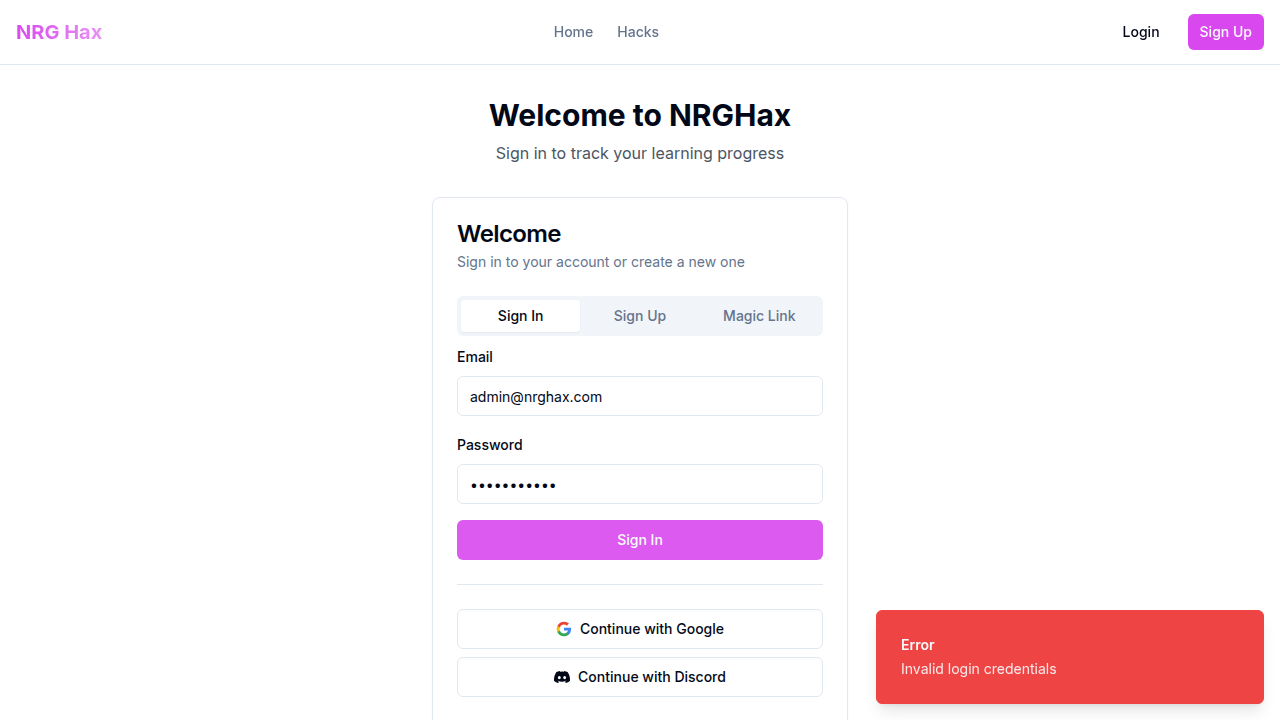 NRG Hax
Home
Hacks
Login
Sign Up
Welcome to NRGHax
Sign in to track your learning progress
Welcome
Sign in to your account or create a new one
Sign In
Sign Up
Magic Link
Email
admin@nrghax.com
Password
•••••••••••
Sign In
Continue with Google
Continue with Discord
Error
Invalid login credentials